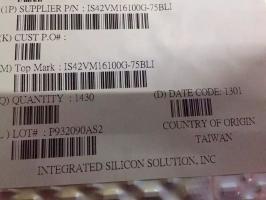 (1P) SUPPLIER P/N : IS42VM16100G-75BLI
(K) CUST P.O# :
M) Top Mark : IS42VM16100G-75BLI
Q) QUANTITY : 1430
(D) DATE CODE: 1301
L ) LOT# : P932090AS2
COUNTRY OF ORIGIN
TAIWAN
INTEGRATED SILICON SOLUTION, INC